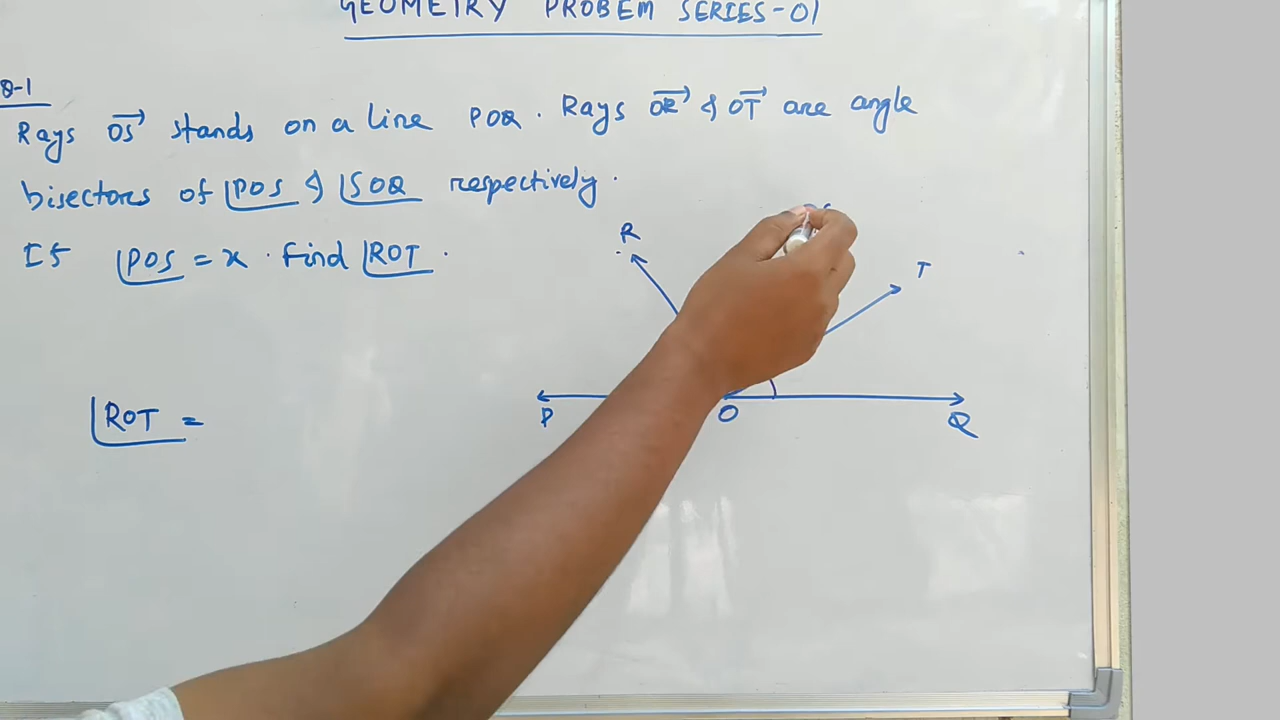 GEOMETRY PROBEM SERIES-01
Q-1
Rays OS stands on a line POQ. Rays OR & OT are angle
bisectors of POS & SOQ respectively.
If POS = x. Find ROT.
R
T
ROT =
P
O
Q